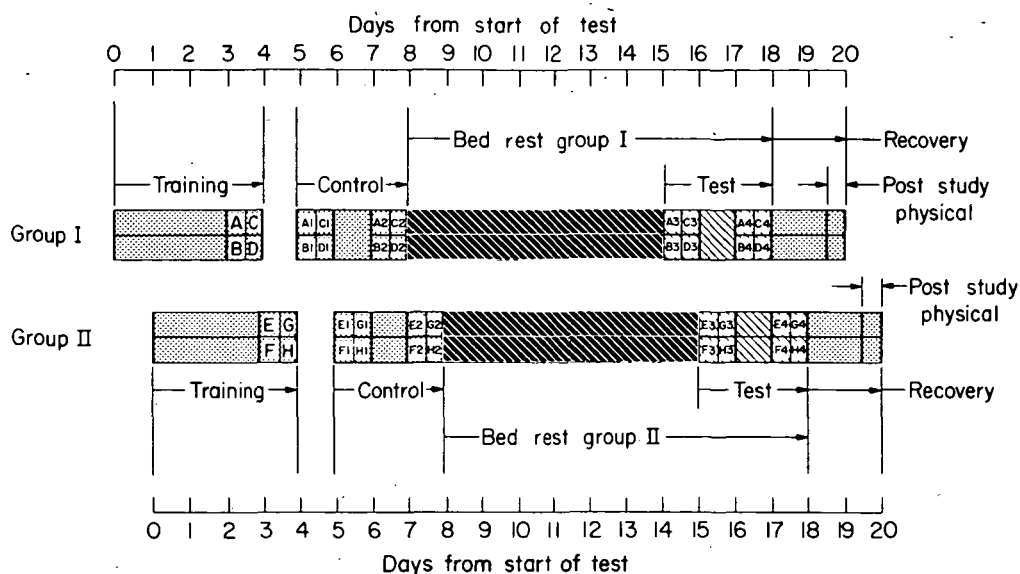 Days from start of test
0 1 2 3 4 5 6 7 8 9 10 11 12 13 14 15 16 17 18 19 20
Bed rest group I
Recovery
Training
Control
Test
Post study
physical
Group I
A C A1 C1 A2 C2 A3 C3 A4 C4
B D B1 D1 B2 D2 B3 D3 B4 D4
Post study
physical
Group II
E G E1 G1 E2 G2 E3 G3 E4 G4
F H F1 H1 F2 H2 F3 H3 F4 H4
Training
Control
Test
Recovery
Bed rest group II
0 1 2 3 4 5 6 7 8 9 10 11 12 13 14 15 16 17 18 19 20
Days from start of test